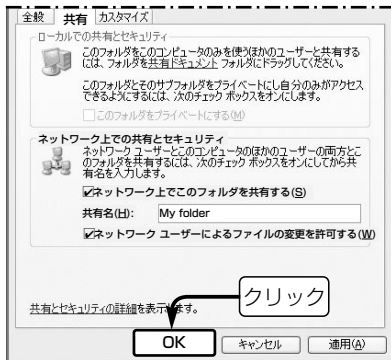 全般 共有 カスタマイズ
ローカルでの共有とセキュリティ
このフォルダをこのコンピュータのみを使うほかのユーザーと共有する
には、フォルダを共有ドキュメント フォルダにドラッグしてください。
このフォルダとそのサブフォルダをプライベートにし自分のみがアクセス
できるようにするには、次のチェック ボックスをオンにします。
このフォルダをプライベートにする(M)
ネットワーク上での共有とセキュリティ
ネットワーク ユーザーとこのコンピュータのほかのユーザーの両方とこ
のフォルダを共有するには、次のチェック ボックスをオンにしてから共
有名を入力します。
ネットワーク上でこのフォルダを共有する(S)
共有名(H): My folder
ネットワーク ユーザーによるファイルの変更を許可する(W)
クリック
共有とセキュリティの詳細を表示します。
OK キャンセル 適用(A)